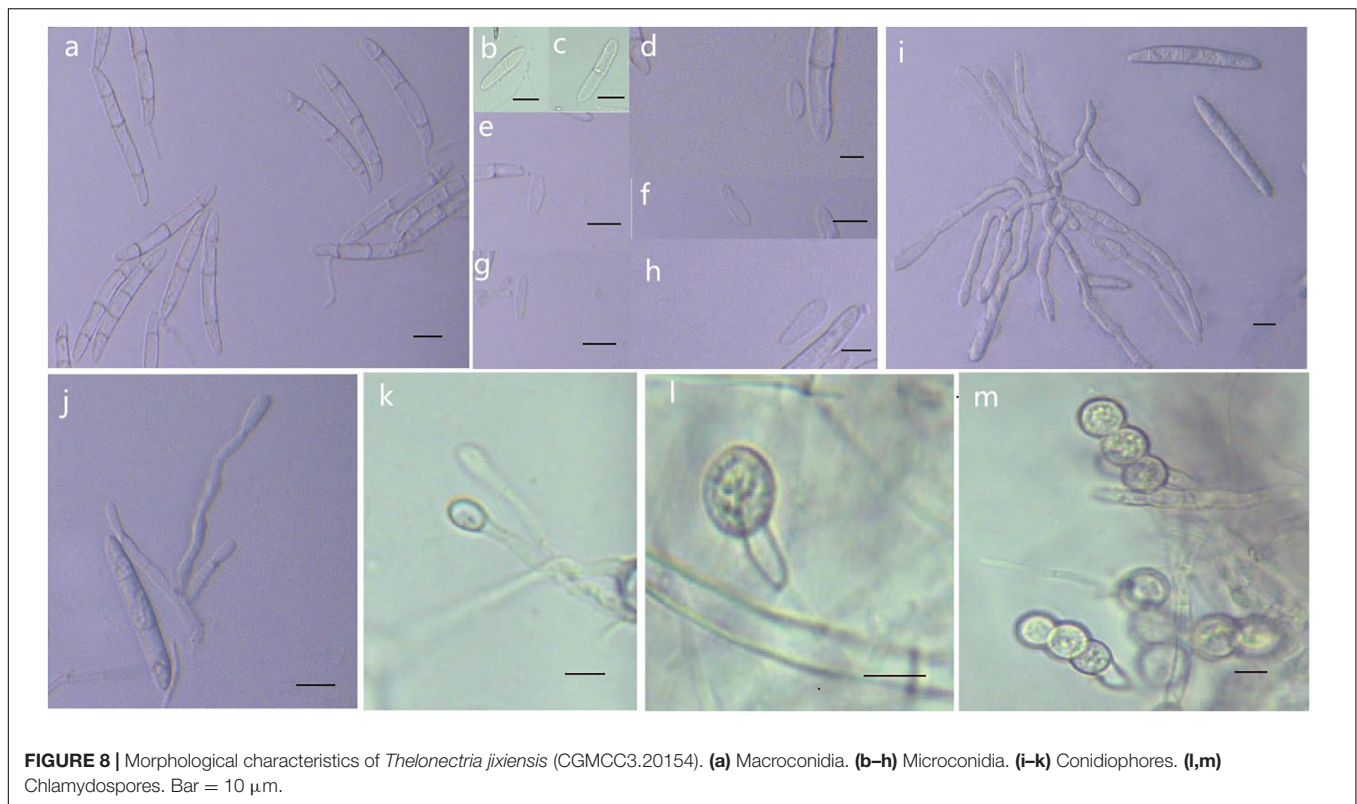 a
b
c
d
e
f
g
h
i
j
k
l
m
FIGURE 8 | Morphological characteristics of Thelonectria jixiensis (CGMCC3.20154). (a) Macroconidia. (b–h) Microconidia. (i–k) Conidiophores. (l,m)
Chlamydospores. Bar = 10 μm.